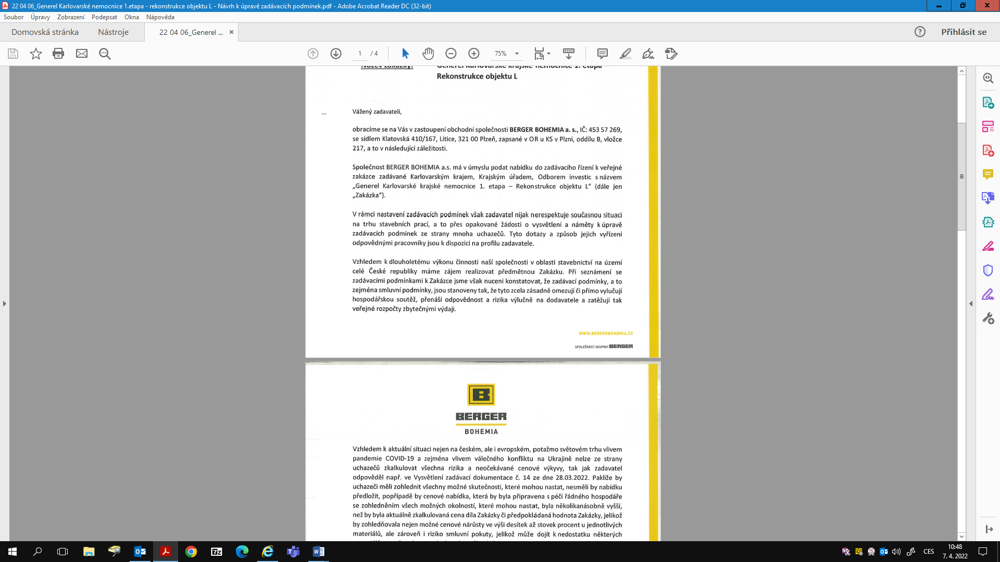 22 04 06_Generel Karlovarské nemocnice 1.etapa - rekonstrukce objektu L - Návrh k úpravě zadávacích podmínek.pdf - Adobe Acrobat Reader DC (32-bit)
Soubor Úpravy Zobrazení Podepsat Okna Nápověda
Domovská stránka Nástroje 22 04 06_Generel ... × Přihlásit se
1 / 4 75%
Název zakázky: Generel Karlovarské krajské nemocnice 1. etapa
Rekonstrukce objektu L
Vážený zadavateli,
obracíme se na Vás v zastoupení obchodní společnosti BERGER BOHEMIA a. s., IČ: 453 57 269,
se sídlem Klatovská 410/167, Litice, 321 00 Plzeň, zapsané v OR u KS v Plzni, oddílu B, vložce
217, a to v následující záležitosti.
Společnost BERGER BOHEMIA a.s. má v úmyslu podat nabídku do zadávacího řízení k veřejné
zakázce zadávané Karlovarským krajem, Krajským úřadem, Odborem investic s názvem
„Generel Karlovarské krajské nemocnice 1. etapa – Rekonstrukce objektu L“ (dále jen
„Zakázka“).
V rámci nastavení zadávacích podmínek však zadavatel nijak nerespektuje současnou situaci
na trhu stavebních prací, a to přes opakované žádosti o vysvětlení a náměty k úpravě
zadávacích podmínek ze strany mnoha uchazečů. Tyto dotazy a způsob jejich vyřízení
odpovědnými pracovníky jsou k dispozici na profilu zadavatele.
Vzhledem k dlouholetému výkonu činnosti naší společnosti v oblasti stavebnictví na území
celé České republiky máme zájem realizovat předmětnou Zakázku. Při seznámení se
zadávacími podmínkami k Zakázce jsme však nuceni konstatovat, že zadávací podmínky, a to
zejména smluvní podmínky, jsou stanoveny tak, že tyto zcela zásadně omezují či přímo vylučují
hospodářskou soutěž, přenáší odpovědnost a rizika výlučně na dodavatele a zatěžují tak
veřejné rozpočty zbytečnými výdaji.
WWW.BERGERBOHEMIA.CZ
SPOLEČNOST SKUPINY BERGER
B
BERGER
BOHEMIA
Vzhledem k aktuální situaci nejen na českém, ale i evropském, potažmo světovém trhu vlivem
pandemie COVID-19 a zejména vlivem válečného konfliktu na Ukrajině nelze ze strany
uchazečů zkalkulovat všechna rizika a neočekávané cenové výkyvy, tak jak zadavatel
odpověděl např. ve Vysvětlení zadávací dokumentace č. 14 ze dne 28.03.2022. Pakliže by
uchazeči měli zohlednit všechny možné skutečnosti, které mohou nastat, nesměli by nabídku
předložit, popřípadě by cenové nabídka, která by byla připravena s péčí řádného hospodáře
se zohledněním všech možných okolností, které mohou nastat, byla několikanásobně vyšší,
než by byla aktuálně zkalkulovaná cena díla Zakázky či předpokládaná hodnota Zakázky, jelikož
by zohledňovala nejen možné cenové nárůsty ve výši desítek až stovek procent u jednotlivých
materiálů, ale zároveň i riziko smluvní pokuty, jelikož může dojít k nedostatku některých
CES
10:48
7. 4. 2022